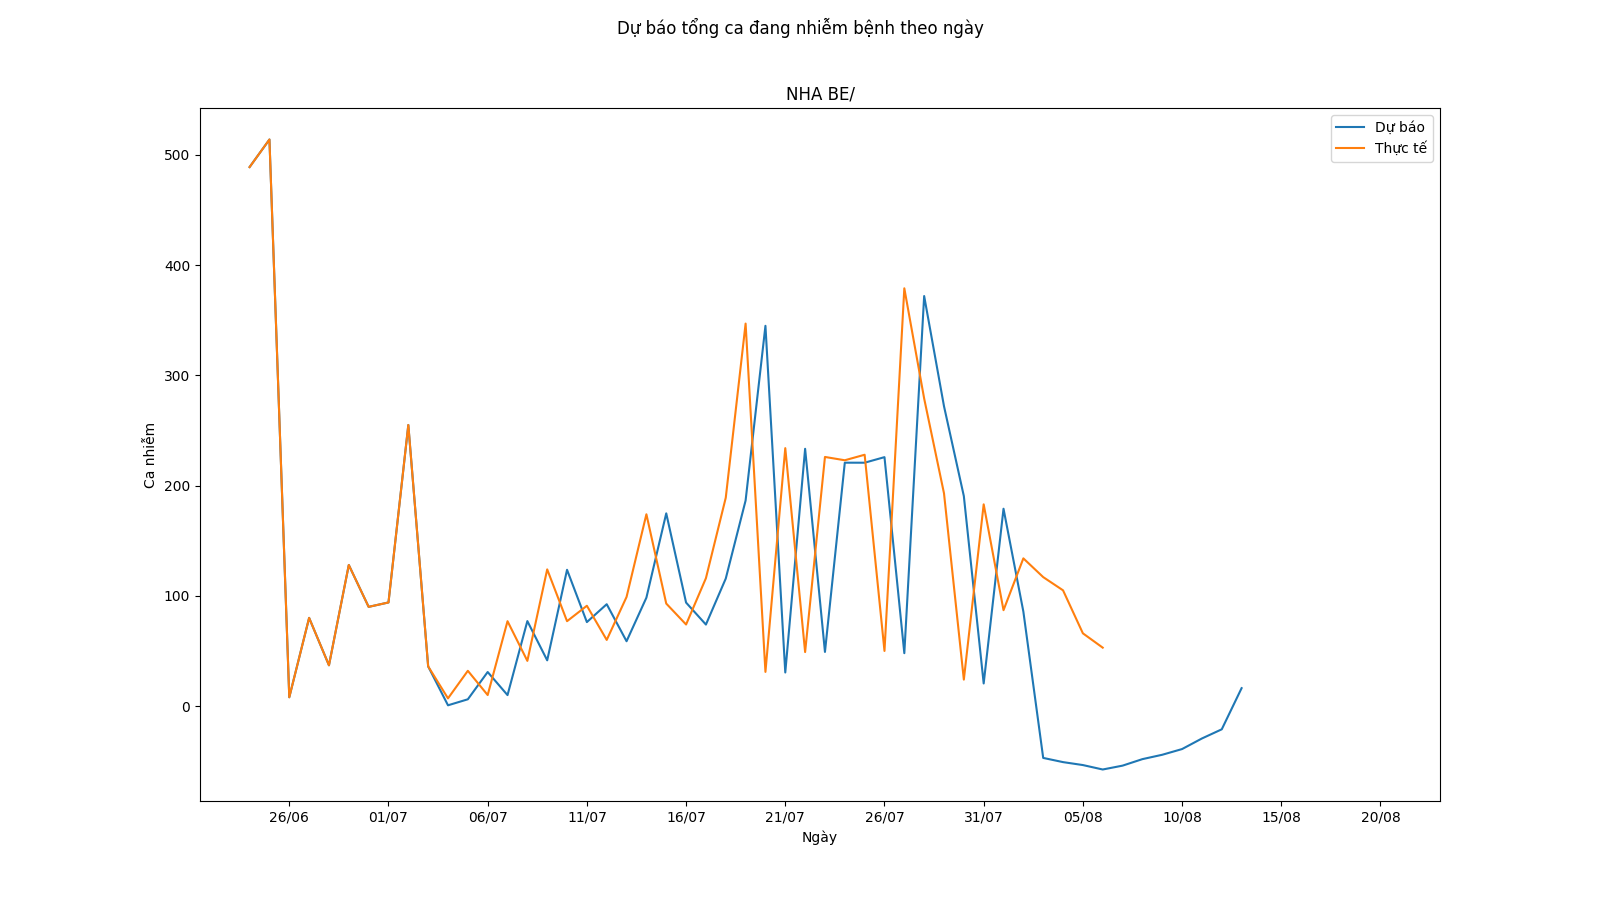 Dự báo tổng ca đang nhiễm bệnh theo ngày
NHA BE/
Dự báo
Thực tế
500
400
300
200
100
0
Ca nhiễm
26/06 01/07 06/07 11/07 16/07 21/07 26/07 31/07 05/08 10/08 15/08 20/08
Ngày